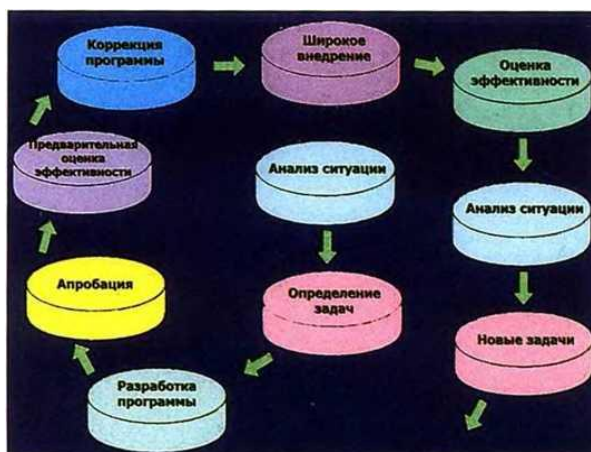 Коррекция
программы
Широкое
внедрение
Оценка
эффективности
Предварительная
оценка
эффективности
Анализ ситуации
Анализ ситуации
Апробация
Определение
задач
Новые задачи
Разработка
программы